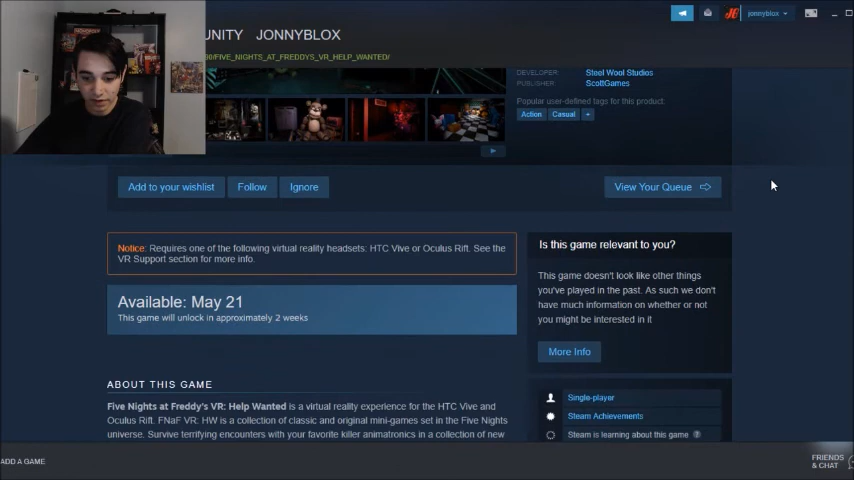 UNITY JONNYBLOX
jonnyblox
/FIVE_NIGHTS_AT_FREDDYS_VR_HELP_WANTED/
DEVELOPER: Steel Wool Studios
PUBLISHER: ScottGames
Popular user-defined tags for this product:
Action Casual +
Add to your wishlist Follow Ignore
View Your Queue
Notice: Requires one of the following virtual reality headsets: HTC Vive or Oculus Rift. See the
VR Support section for more info.
Available: May 21
This game will unlock in approximately 2 weeks
Is this game relevant to you?
This game doesn't look like other things
you've played in the past. As such we don't
have much information on whether or not
you might be interested in it
More Info
ABOUT THIS GAME
Five Nights at Freddy's VR: Help Wanted is a virtual reality experience for the HTC Vive and
Oculus Rift. FNaF VR: HW is a collection of classic and original mini-games set in the Five Nights
universe. Survive terrifying encounters with your favorite killer animatronics in a collection of new
Single-player
Steam Achievements
Steam is learning about this game ?
ADD A GAME
FRIENDS
& CHAT